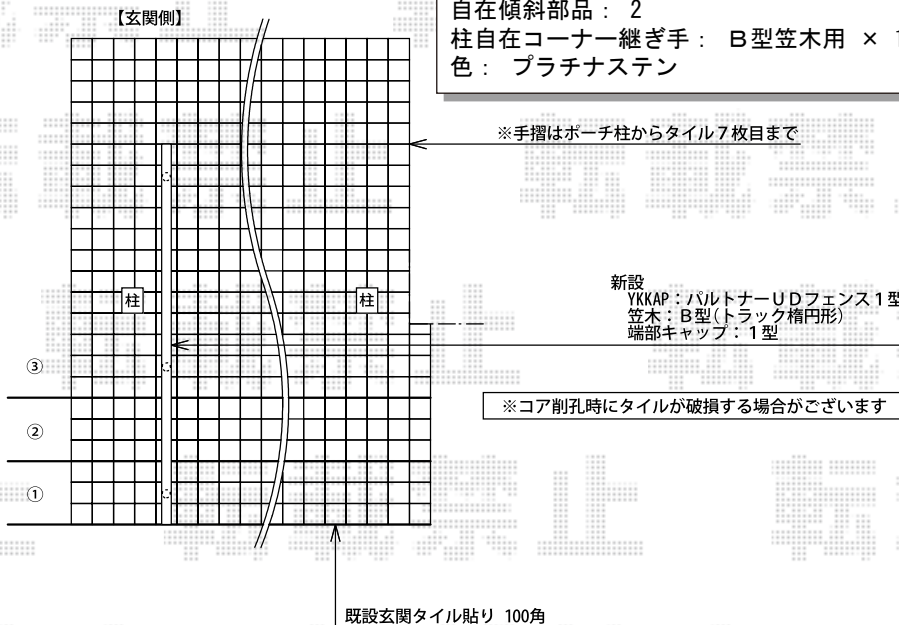 【玄関側】
自在傾斜部品： 2
柱自在コーナー継ぎ手： Ｂ型笠木用 ×
色： プラチナステン
※手摺はポーチ柱からタイル７枚目まで
新設
YKKAP：パルトナーＵＤフェンス１型
笠木：Ｂ型(トラック楕円形)
端部キャップ：１型
柱
柱
③
②
①
※コア削孔時にタイルが破損する場合がございます
既設玄関タイル貼り 100角
転載禁止